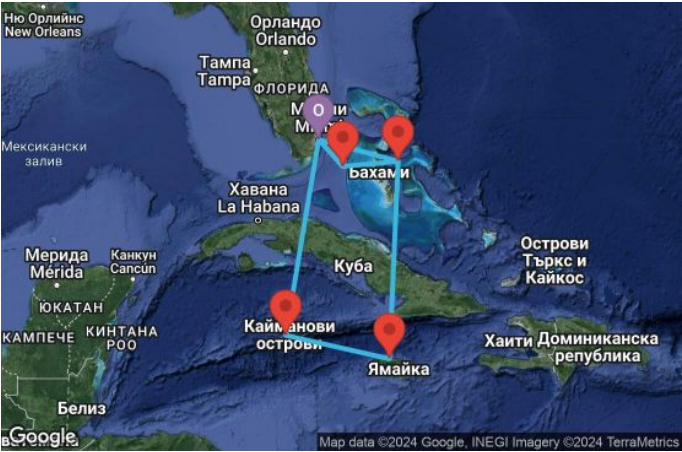 Ню Орлийнс
New Orleans
Орландо
Orlando
Тампа
Tampa
ФЛОРИДА
O
Мексикански
залив
Бахами
Хавана
La Habana
Мерида
Mérida
Канкун
Cancún
Куба
Острови
Търкс и
Кайкос
ЮКАТАН
КАМПЕЧЕ
КИНТАНА
РОО
Кайманови
острови
Хаити
Доминиканска
република
Ямайка
Белиз
Google
Map data ©2024 Google, INEGI Imagery ©2024 TerraMetrics